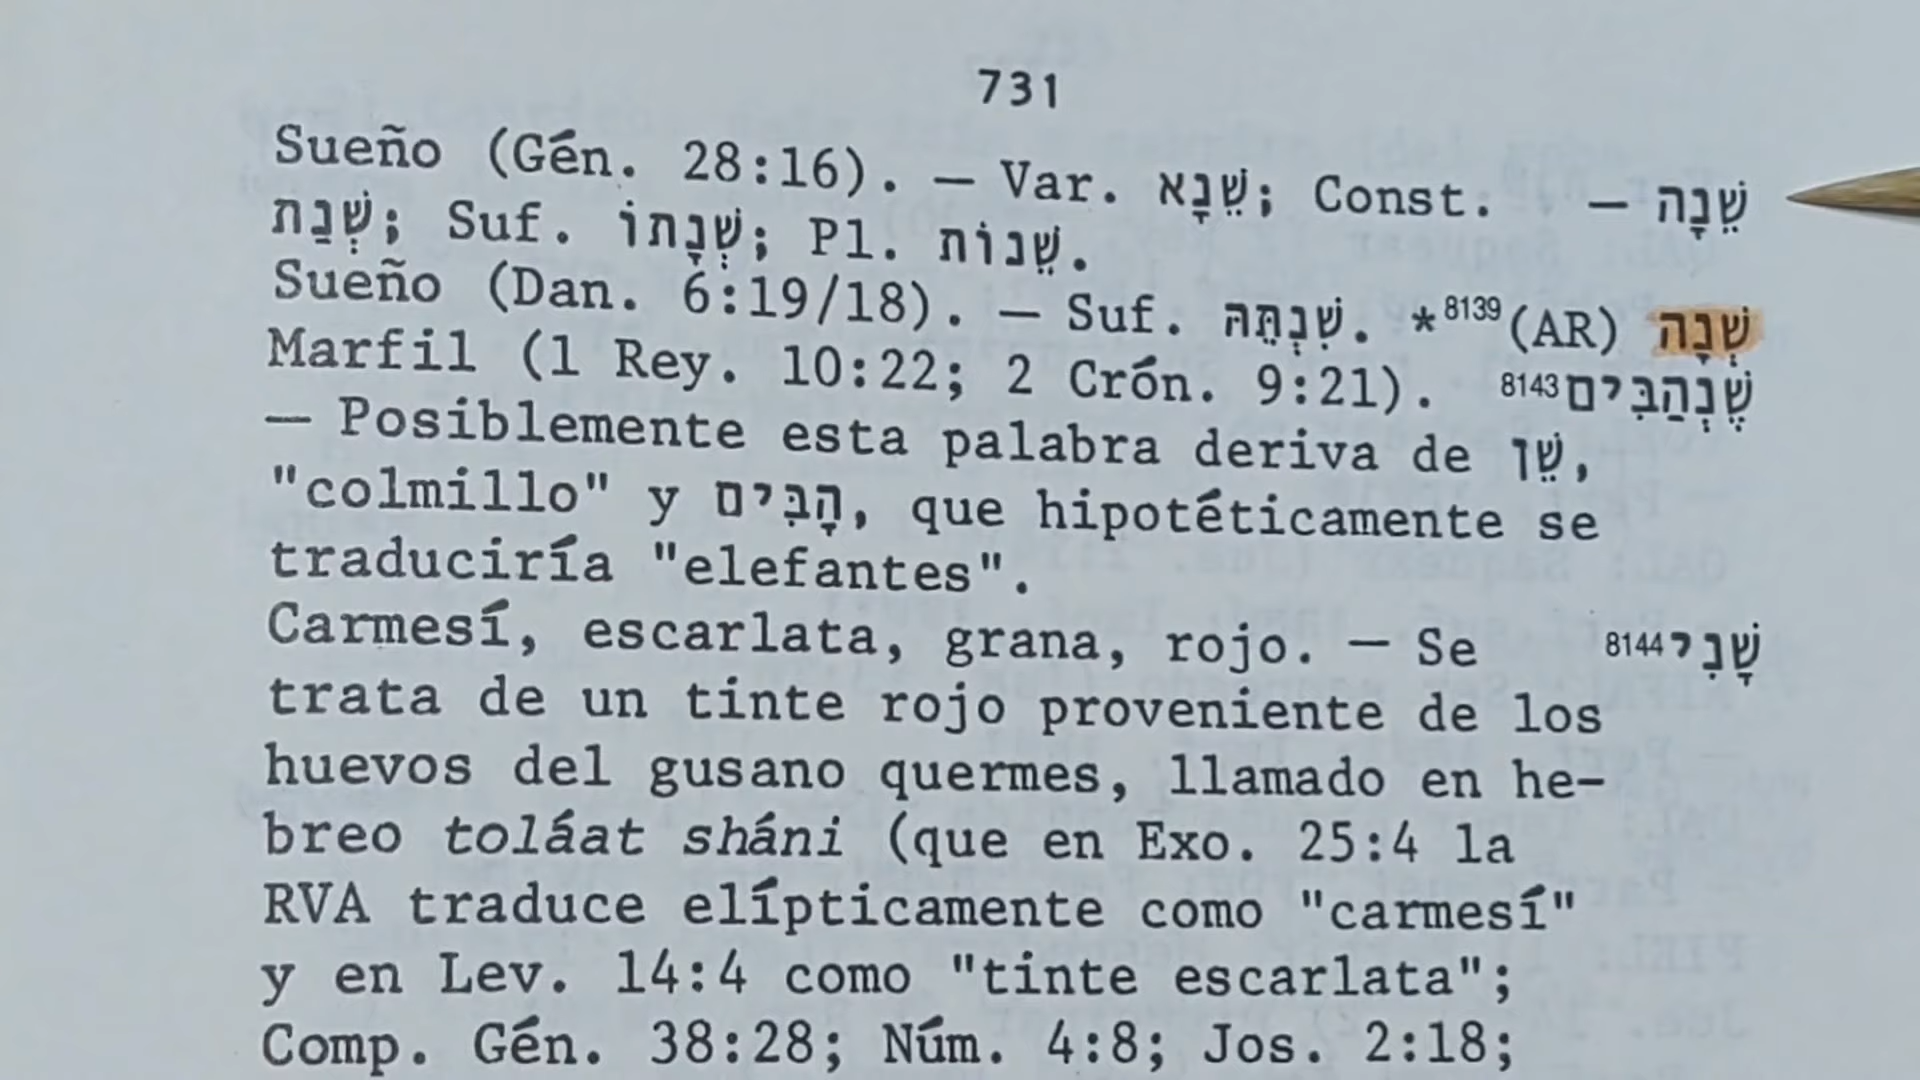 731
Sueño (Gén. 28:16). — Var. שֵׁנָא; Const. — שֵׁנָה
שְׁנַת; Suf. שְׁנָתוֹ; Pl. שֵׁנוֹת.
Sueño (Dan. 6:19/18). — Suf. שִׁנְתֵּהּ. *8139(AR) שְׁנָה
Marfil (1 Rey. 10:22; 2 Crón. 9:21). 8143שֶׁנְהַבִּים
— Posiblemente esta palabra deriva de שֵׁן,
"colmillo" y הָבִּים, que hipotéticamente se
traduciría "elefantes".
Carmesí, escarlata, grana, rojo. — Se 8144שָׁנִי
trata de un tinte rojo proveniente de los
huevos del gusano quermes, llamado en he-
breo toláat sháni (que en Exo. 25:4 la
RVA traduce elípticamente como "carmesí"
y en Lev. 14:4 como "tinte escarlata";
Comp. Gén. 38:28; Núm. 4:8; Jos. 2:18;